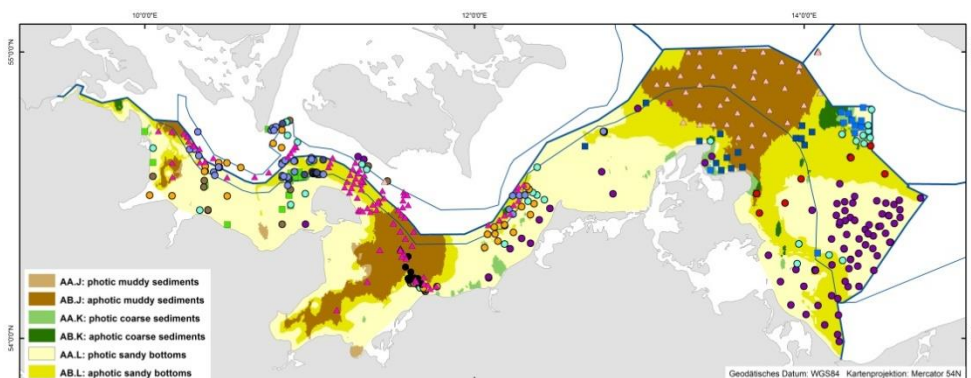 10°0'0"E 12°0'0"E 14°0'0"E
55°0'0"N
54°0'0"N
AA.J: photic muddy sediments
AB.J: aphotic muddy sediments
AA.K: photic coarse sediments
AB.K: aphotic coarse sediments
AA.L: photic sandy bottoms
AB.L: aphotic sandy bottoms
Geodätisches Datum: WGS84 Kartenprojektion: Mercator 54N